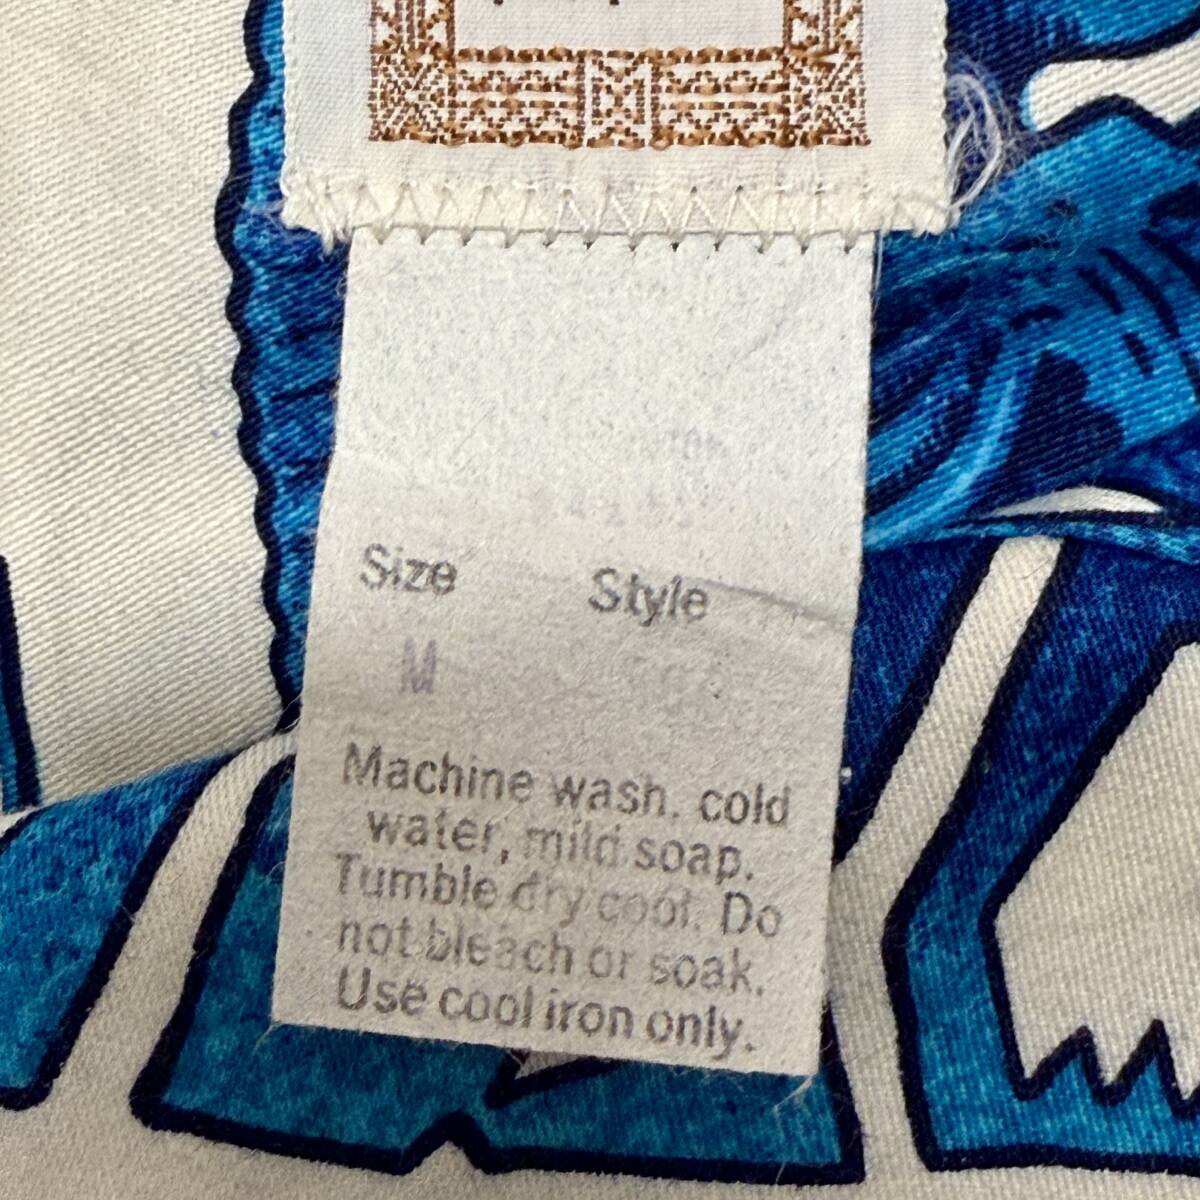 Size Style
M
Machine wash, cold
water, mild soap.
Tumble dry cool. Do
not bleach or soak.
Use cool iron only.